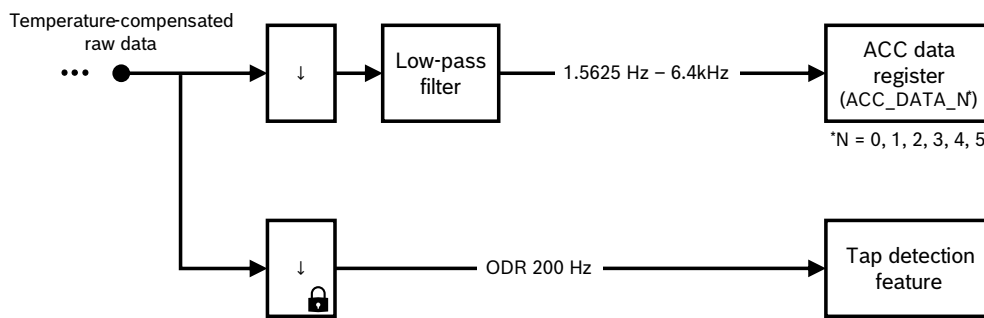 Temperature-compensated
raw data
•••
↓
Low-pass
filter
1.5625 Hz – 6.4kHz
ACC data
register
(ACC_DATA_N*)
*N = 0, 1, 2, 3, 4, 5
↓
ODR 200 Hz
Tap detection
feature